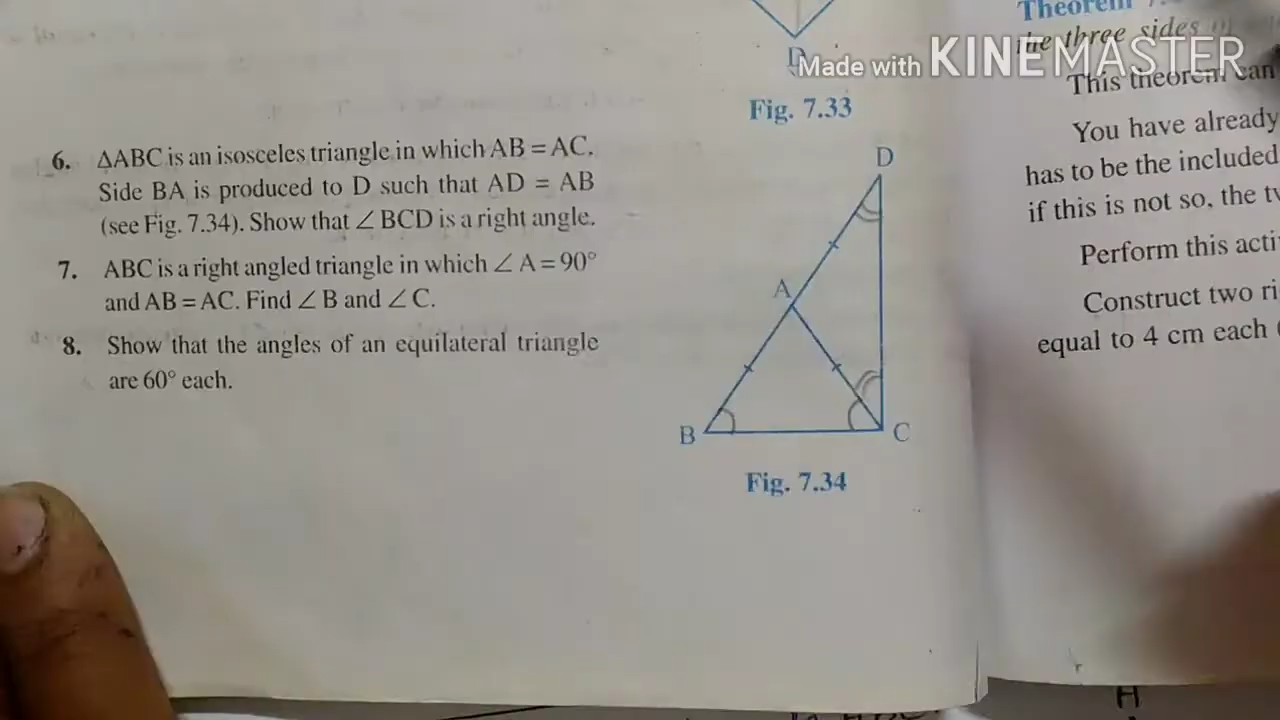 D
Made with KINEMASTER
Fig. 7.33
6. ΔABC is an isosceles triangle in which AB = AC.
Side BA is produced to D such that AD = AB
(see Fig. 7.34). Show that ∠ BCD is a right angle.
7. ABC is a right angled triangle in which ∠ A = 90°
and AB = AC. Find ∠ B and ∠ C.
8. Show that the angles of an equilateral triangle
are 60° each.
D
A
B
C
Fig. 7.34
Theorem
the three sides
This theorem can
You have already
has to be the included
if this is not so, the
Perform this
Construct two
equal to 4 cm each